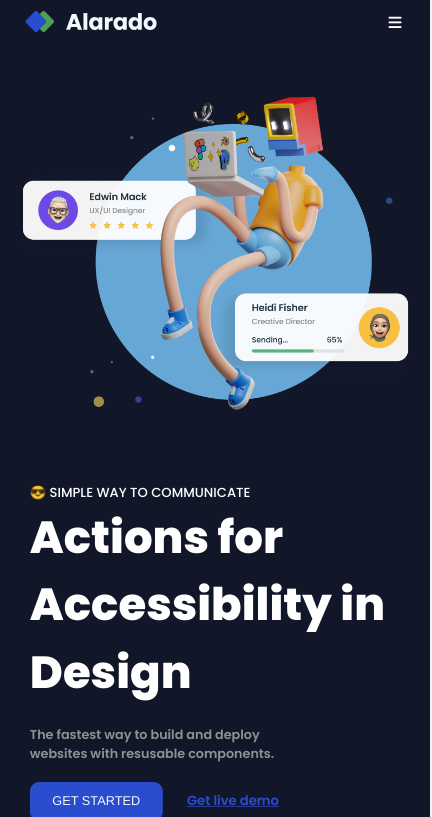 Alarado
Edwin Mack
UX/UI Designer
Heidi Fisher
Creative Director
Sending... 65%
😎 SIMPLE WAY TO COMMUNICATE
Actions for
Accessibility in
Design
The fastest way to build and deploy
websites with resusable components.
GET STARTED Get live demo